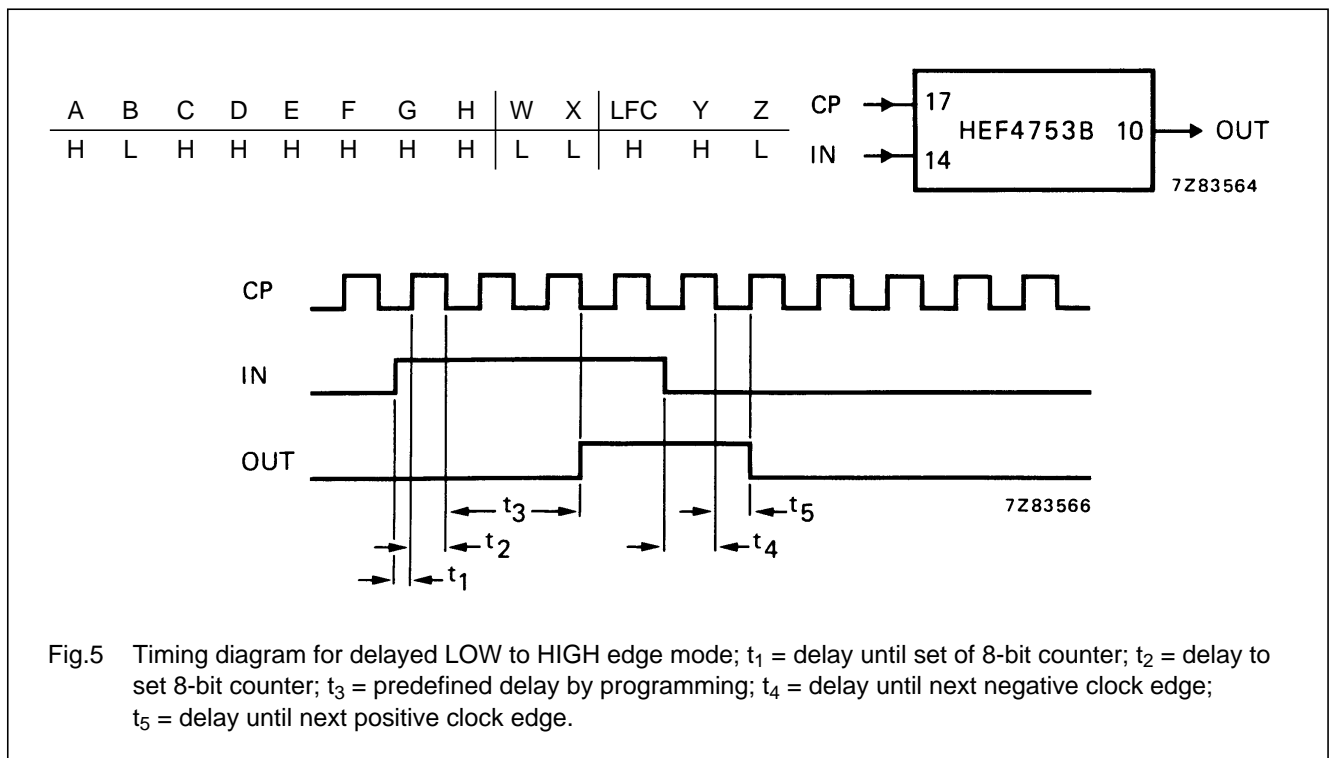 A B C D E F G H W X LFC Y Z
H L H H H H H H L L H H L
CP 17
HEF4753B 10 OUT
IN 14
7Z83564
CP
IN
OUT
t3 t5 7Z83566
t2 t4
t1
Fig.5 Timing diagram for delayed LOW to HIGH edge mode; t1 = delay until set of 8-bit counter; t2 = delay to
set 8-bit counter; t3 = predefined delay by programming; t4 = delay until next negative clock edge;
t5 = delay until next positive clock edge.